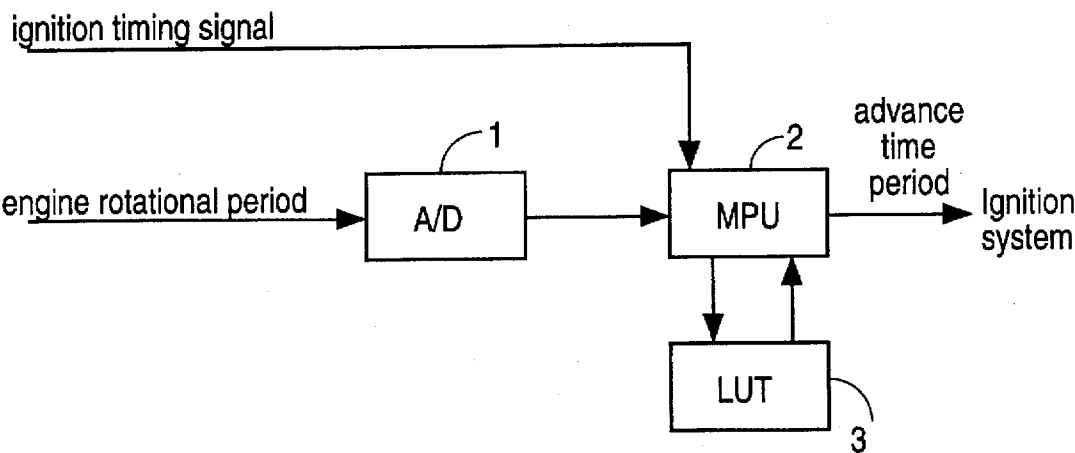 ignition timing signal
1
2
advance
time
period
engine rotational period
A/D
MPU
Ignition
system
LUT
3